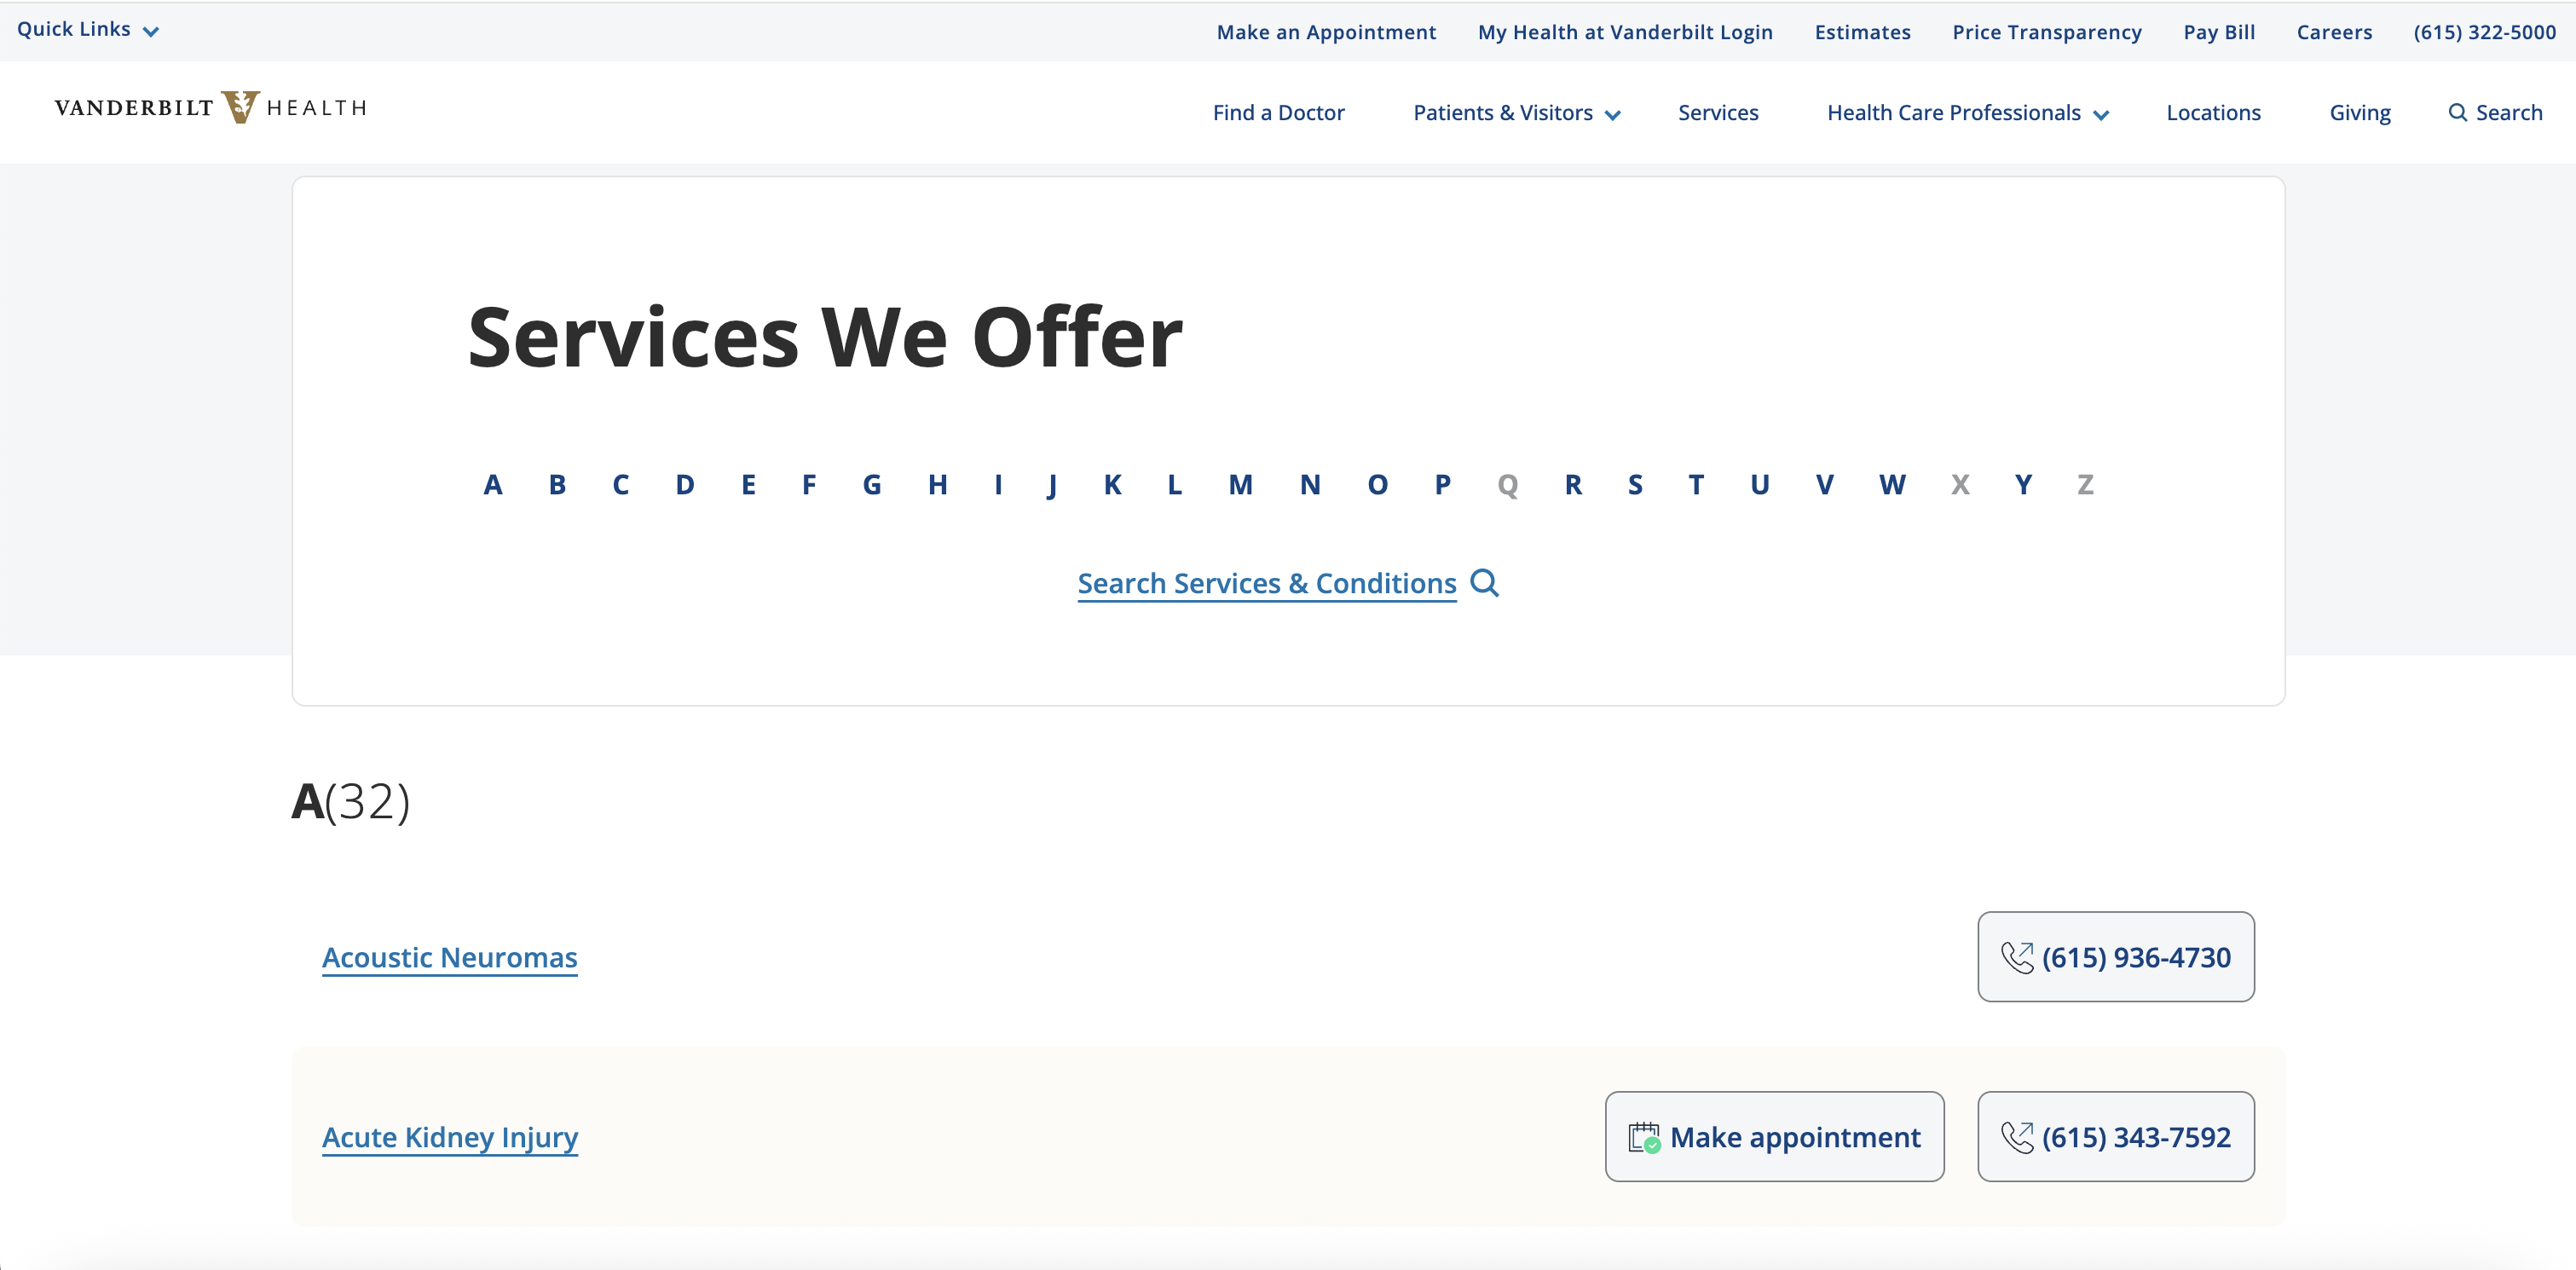 Quick Links
Make an Appointment My Health at Vanderbilt Login Estimates Price Transparency Pay Bill Careers (615) 322-5000
VANDERBILT HEALTH
Find a Doctor Patients & Visitors Services Health Care Professionals Locations Giving Search
Services We Offer
A B C D E F G H I J K L M N O P Q R S T U V W X Y Z
Search Services & Conditions
A(32)
Acoustic Neuromas (615) 936-4730
Acute Kidney Injury Make appointment (615) 343-7592